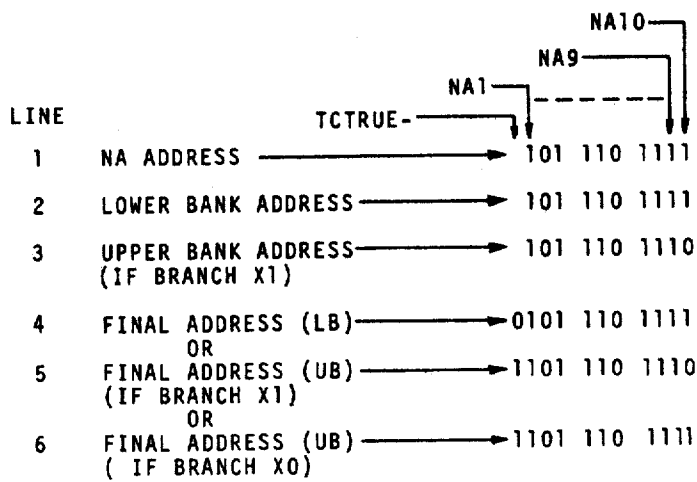 NA10
NA9
NA1
LINE
TCTRUE-
1 NA ADDRESS 101 110 1111
2 LOWER BANK ADDRESS 101 110 1111
3 UPPER BANK ADDRESS 101 110 1110
(IF BRANCH X1)
4 FINAL ADDRESS (LB) 0101 110 1111
OR
5 FINAL ADDRESS (UB) 1101 110 1110
(IF BRANCH X1)
OR
6 FINAL ADDRESS (UB) 1101 110 1111
( IF BRANCH X0)